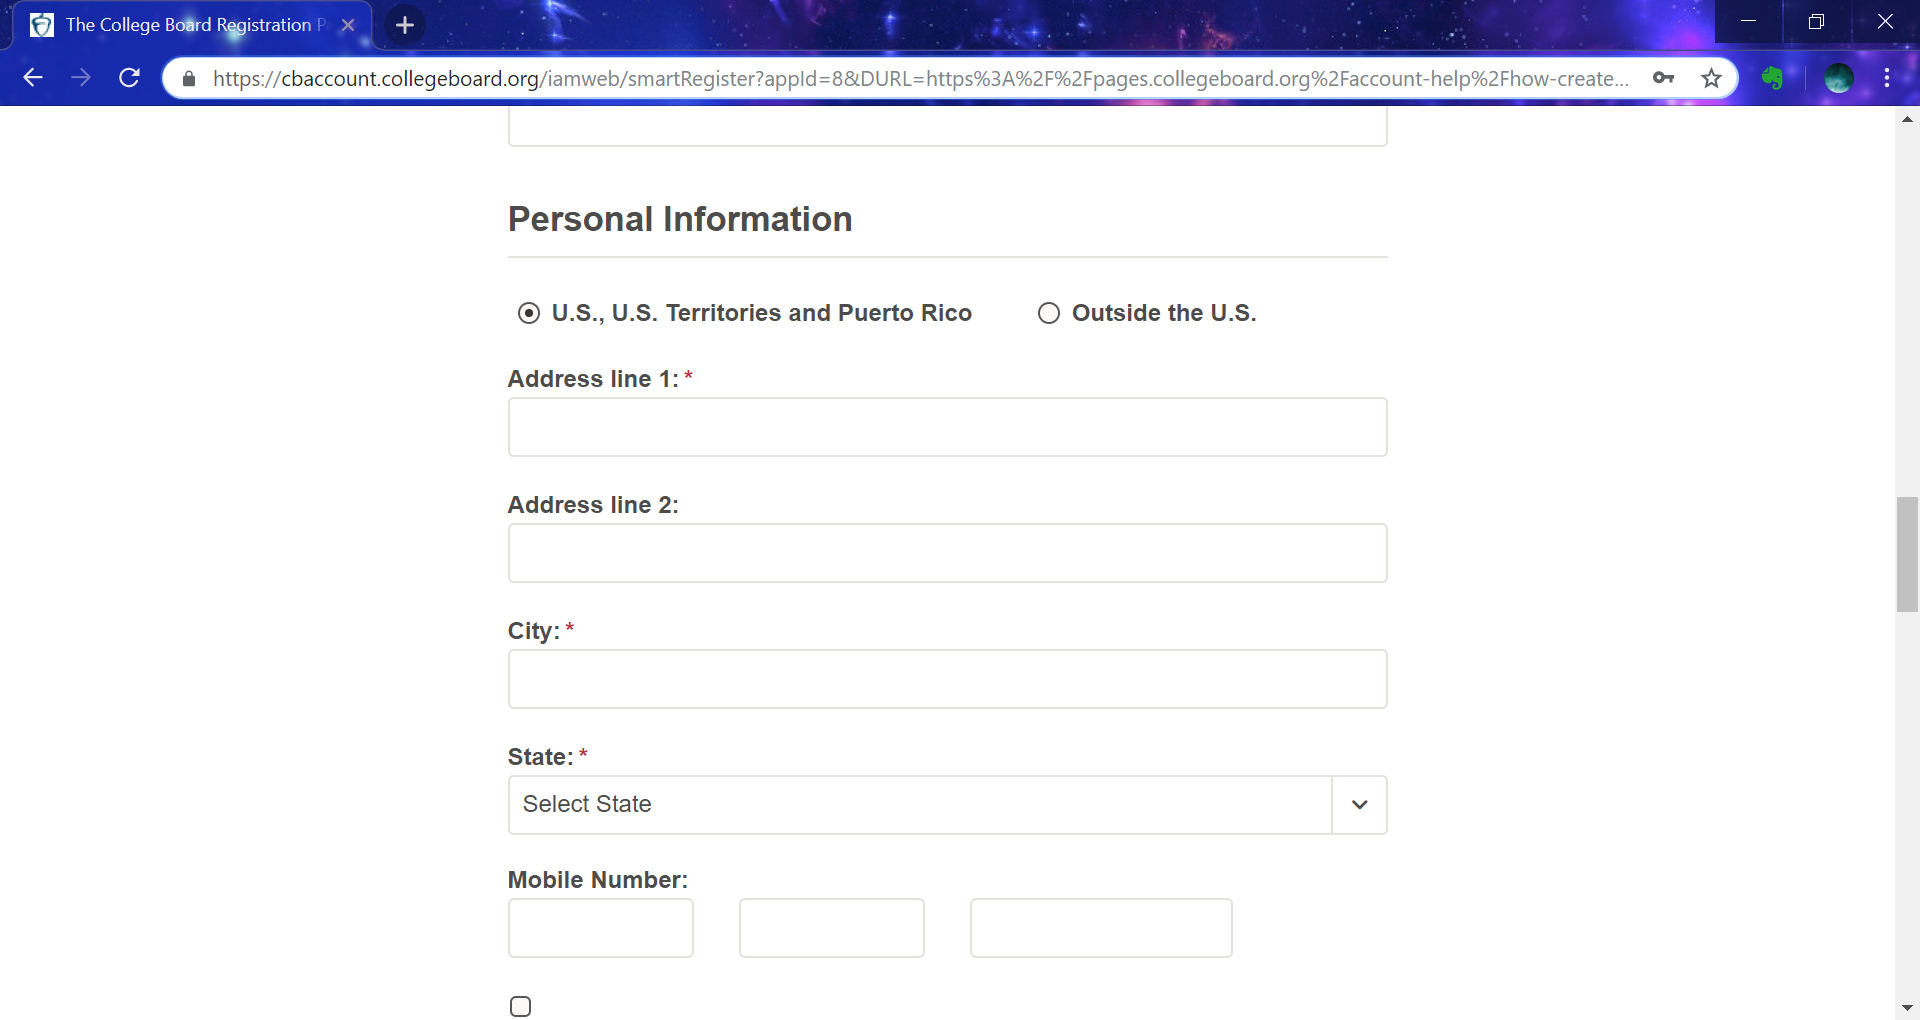 The College Board Registration
https://cbaccount.collegeboard.org/iamweb/smartRegister?appId=8&DURL=https%3A%2F%2Fpages.collegeboard.org%2Faccount-help%2Fhow-create...
Personal Information
U.S., U.S. Territories and Puerto Rico Outside the U.S.
Address line 1: *
Address line 2:
City: *
State: *
Select State
Mobile Number: